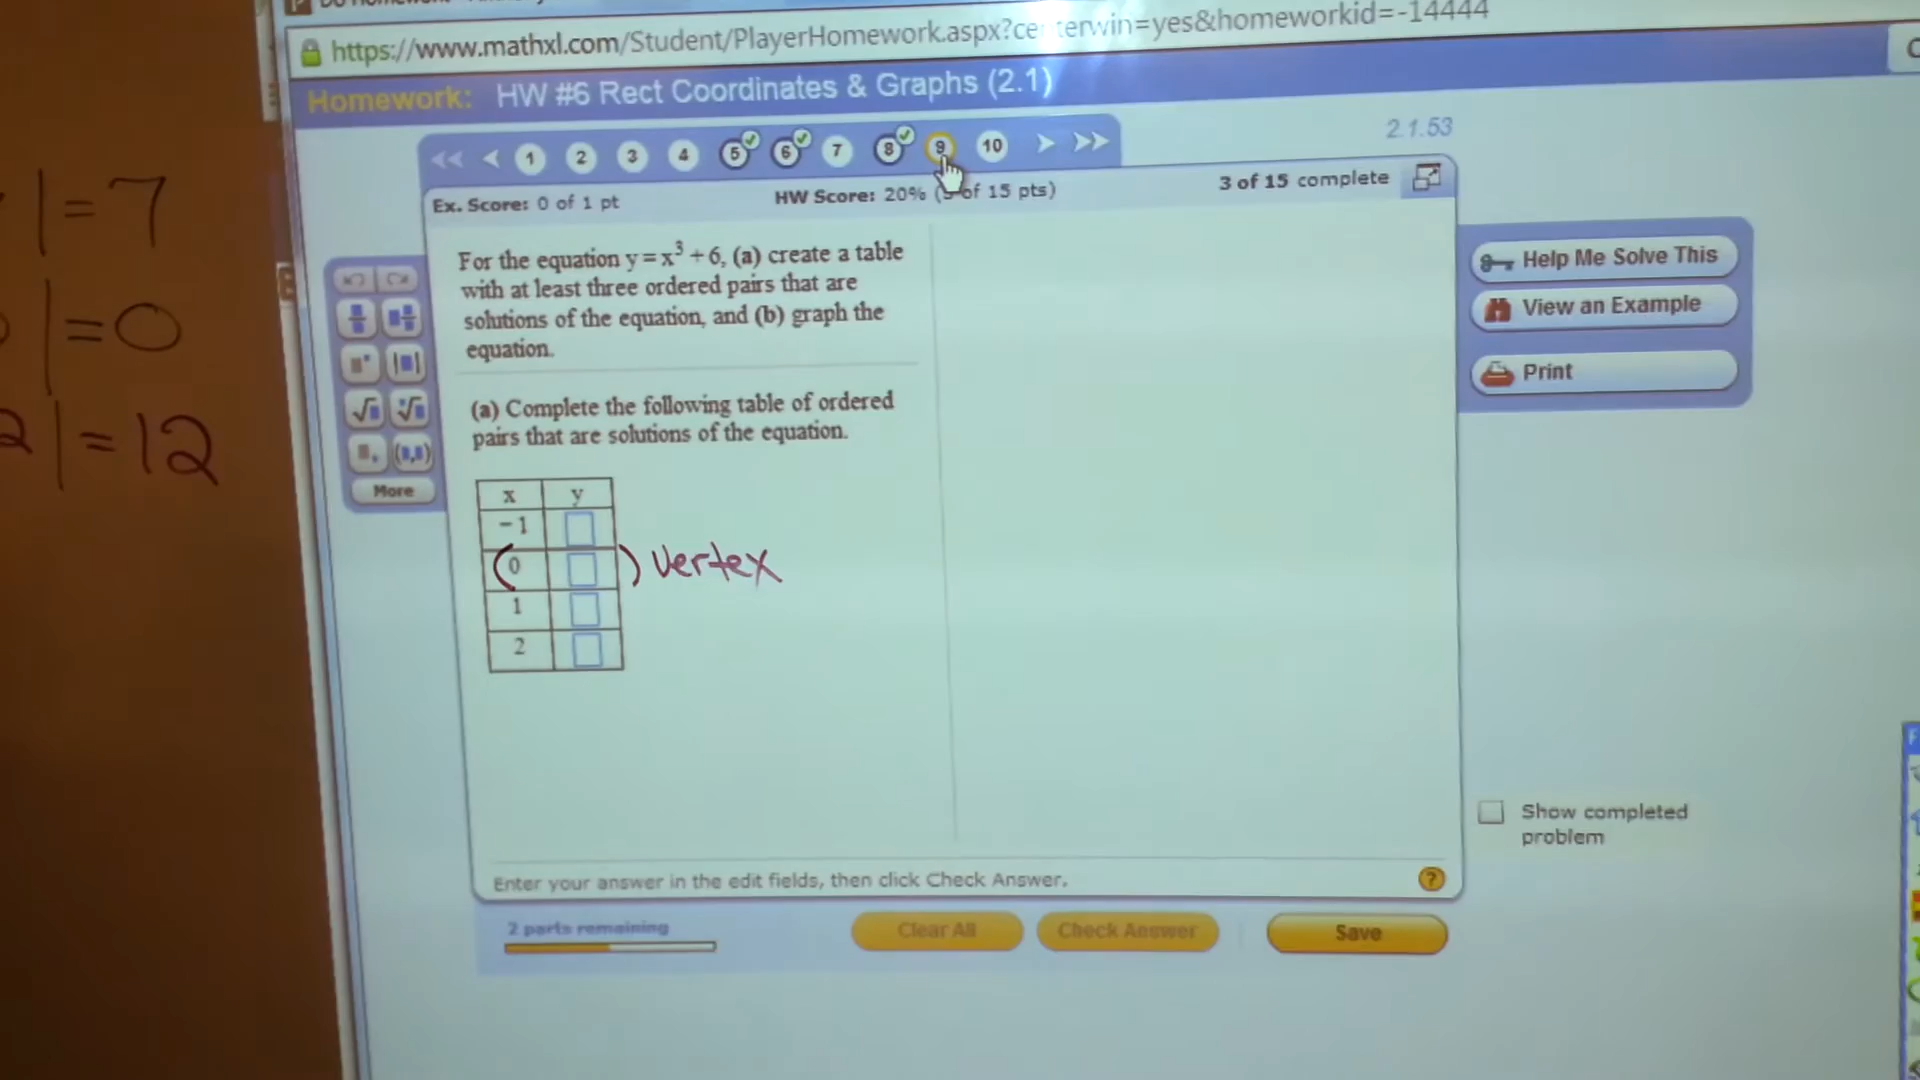 https://www.mathxl.com/Student/PlayerHomework.aspx?centerwin=yes&homeworkid=-14444
Homework: HW #6 Rect Coordinates & Graphs (2.1)
2.1.53
1 2 3 4 5 6 7 8 9 10
Ex. Score: 0 of 1 pt
HW Score: 20% (3 of 15 pts)
3 of 15 complete
|=7
|=0
2|=12
For the equation y=x³+6, (a) create a table
with at least three ordered pairs that are
solutions of the equation, and (b) graph the
equation.
(a) Complete the following table of ordered
pairs that are solutions of the equation.
x y
-1
(0 ) vertex
1
2
More
Help Me Solve This
View an Example
Print
Show completed
problem
Enter your answer in the edit fields, then click Check Answer.
?
2 parts remaining
Clear All
Check Answer
Save